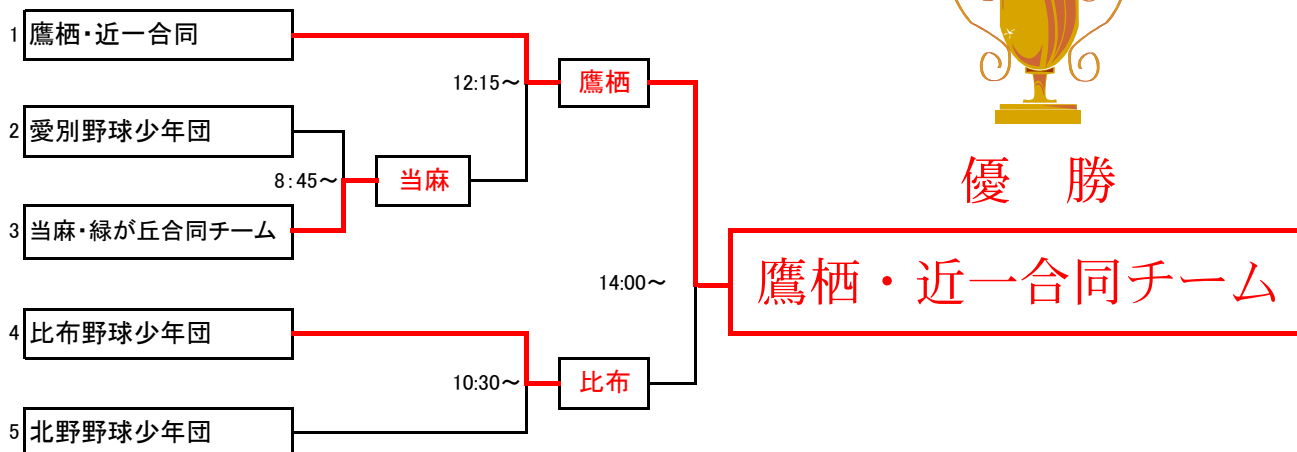 1 鷹栖・近一合同
12:15～ 鷹栖
2 愛別野球少年団
8:45～ 当麻
3 当麻・緑が丘合同チーム
優 勝
14:00～ 鷹栖・近一合同チーム
4 比布野球少年団
10:30～ 比布
5 北野野球少年団